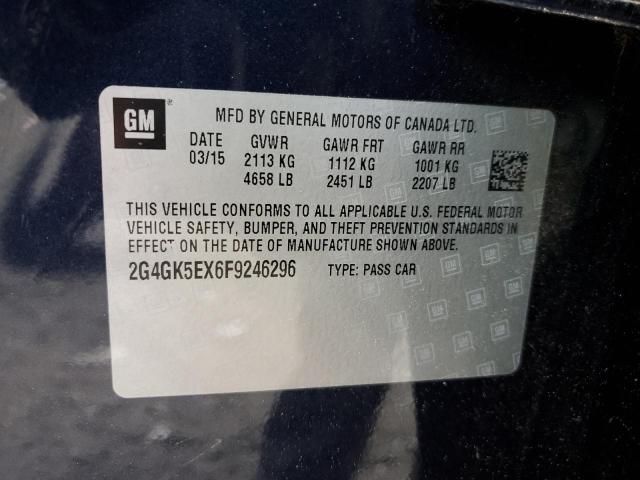 GM ® MFD BY GENERAL MOTORS OF CANADA LTD.
DATE GVWR GAWR FRT GAWR RR
03/15 2113 KG 1112 KG 1001 KG
4658 LB 2451 LB 2207 LB
THIS VEHICLE CONFORMS TO ALL APPLICABLE U.S. FEDERAL MOTOR
VEHICLE SAFETY, BUMPER, AND THEFT PREVENTION STANDARDS IN
EFFECT ON THE DATE OF MANUFACTURE SHOWN ABOVE.
2G4GK5EX6F9246296 TYPE: PASS CAR